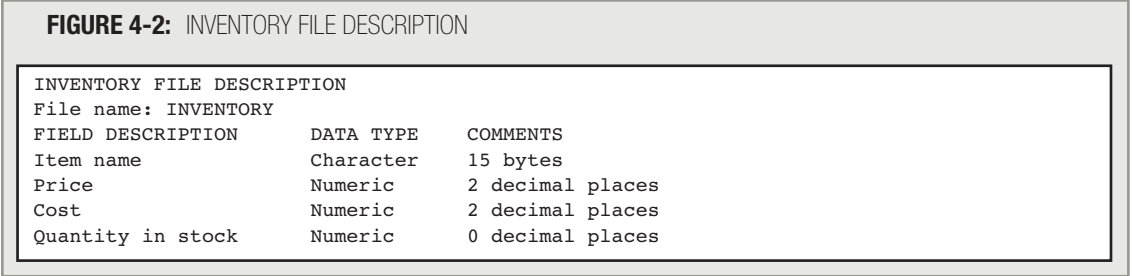 FIGURE 4-2: INVENTORY FILE DESCRIPTION
INVENTORY FILE DESCRIPTION
File name: INVENTORY
FIELD DESCRIPTION DATA TYPE COMMENTS
Item name Character 15 bytes
Price Numeric 2 decimal places
Cost Numeric 2 decimal places
Quantity in stock Numeric 0 decimal places